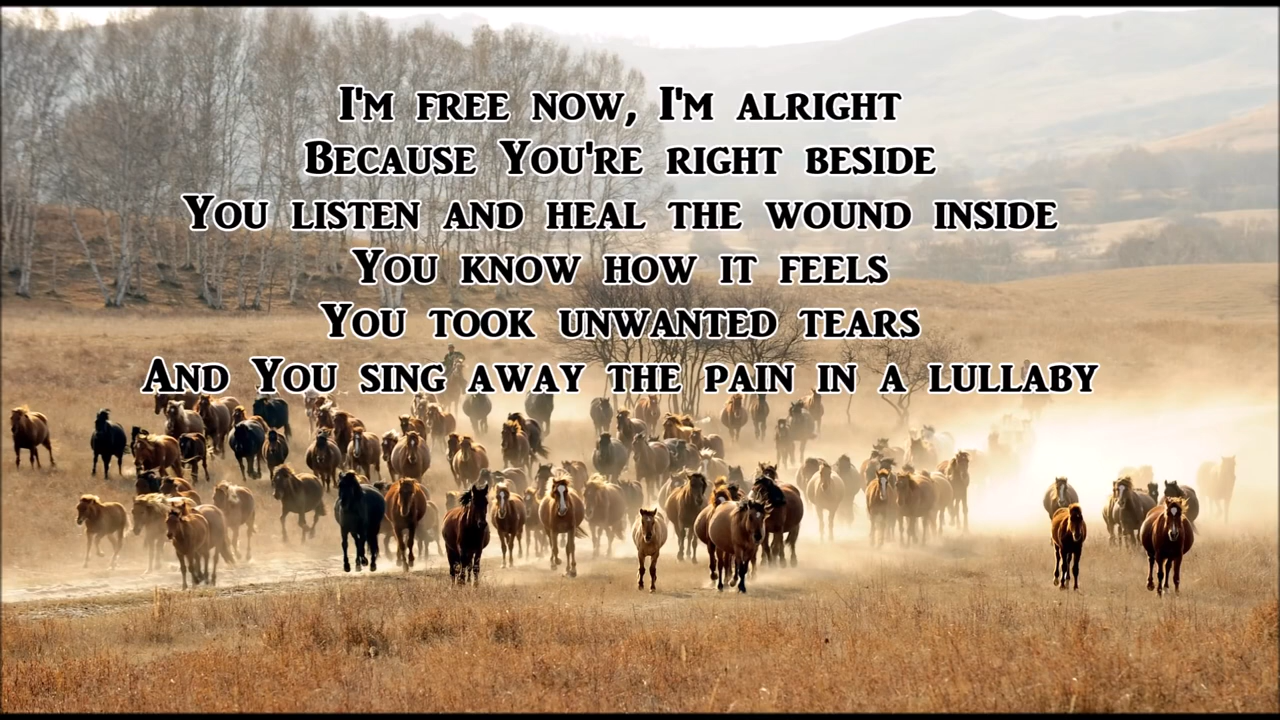 I'm free now, I'm alright
Because You're right beside
You listen and heal the wound inside
You know how it feels
You took unwanted tears
And You sing away the pain in a lullaby